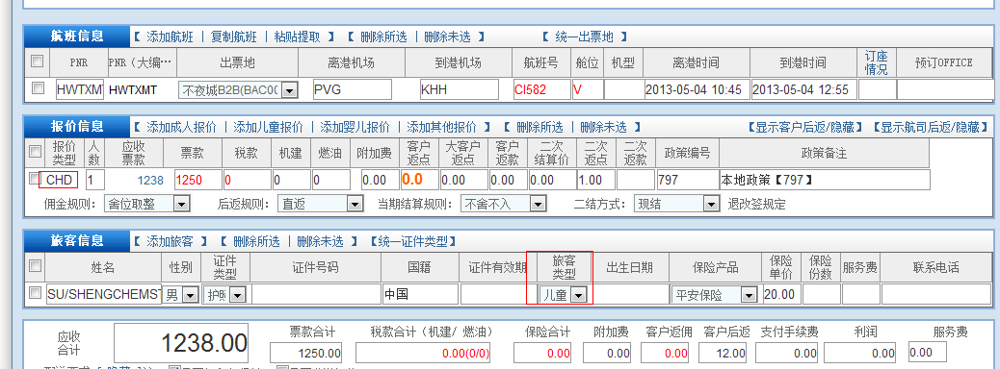 航班信息 【 添加航班 | 复制航班 | 粘贴提取 】 【 删除所选 | 删除未选 】 【 统一出票地 】
PNR PNR（大编… 出票地 离港机场 到港机场 航班号 舱位 机型 离港时间 到港时间 订座情况 预订OFFICE
HWTXMT HWTXMT 不夜城B2B(BAC00 PVG KHH CI582 V 2013-05-04 10:45 2013-05-04 12:55
报价信息 【 添加成人报价 | 添加儿童报价 | 添加婴儿报价 | 添加其他报价 】 【 删除所选 | 删除未选 】 【显示客户后返/隐藏】 【显示航司后返/隐藏】
报价类型 人数 应收票款 票款 税款 机建 燃油 附加费 客户返点 大客户返点 客户返款 二次结算价 二次返点 二次返款 政策编号 政策备注
CHD 1 1238 1250 0 0 0 0.00 0.0 0.00 0.00 0.00 1.00 797 本地政策【797】
佣金规则： 舍位取整 后返规则： 直返 当期结算规则： 不舍不入 二结方式： 现结 退改签规定
旅客信息 【 添加旅客 】 【 删除所选 | 删除未选 】 【统一证件类型】
姓名 性别 证件类型 证件号码 国籍 证件有效期 旅客类型 出生日期 保险产品 保险单价 保险份数 服务费 联系电话
SU/SHENGCHEMST 男 护照 中国 儿童 平安保险 20.00
应收合计 1238.00 票款合计 税款合计（机建/ 燃油） 保险合计 附加费 客户返佣 客户后返 支付手续费 利润 服务费
1250.00 0.00(0/0) 0.00 0.00 0.00 12.00 0.00 0.00 0.00